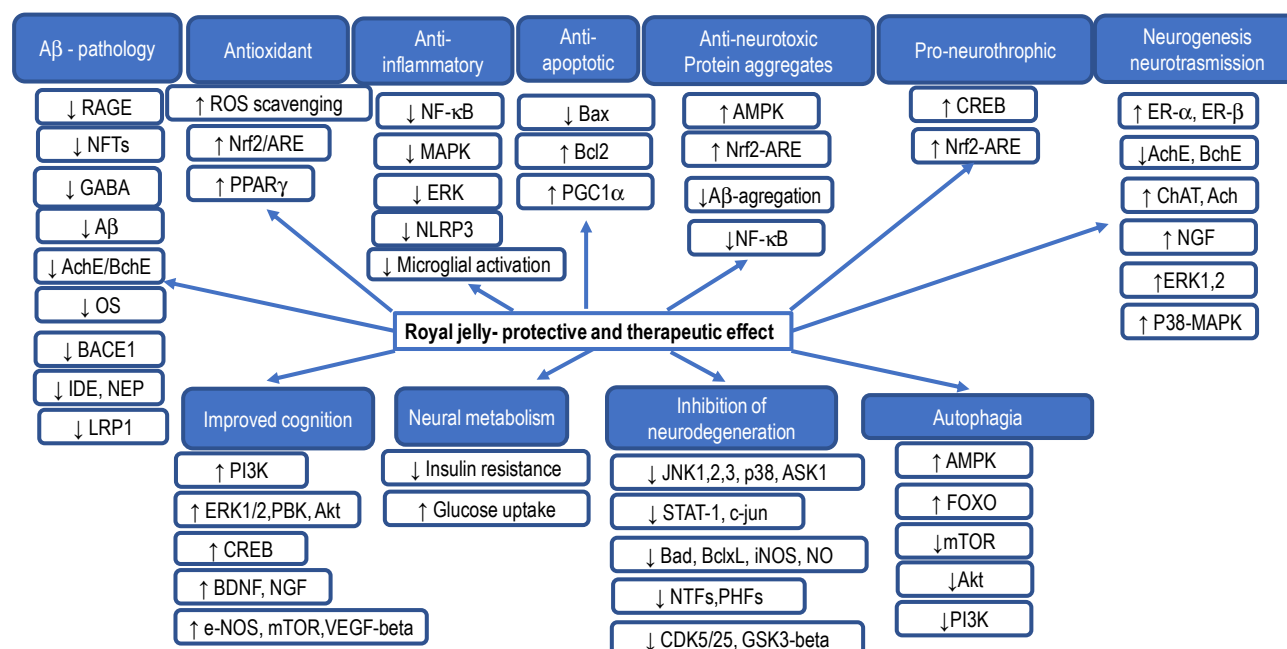 Aβ - pathology
↓ RAGE
↓ NFTs
↓ GABA
↓ Aβ
↓ AchE/BchE
↓ OS
↓ BACE1
↓ IDE, NEP
↓ LRP1
Antioxidant
↑ ROS scavenging
↑ Nrf2/ARE
↑ PPARγ
Anti-
inflammatory
↓ NF-κB
↓ MAPK
↓ ERK
↓ NLRP3
↓ Microglial activation
Anti-
apoptotic
↓ Bax
↑ Bcl2
↑ PGC1α
Anti-neurotoxic
Protein aggregates
↑ AMPK
↑ Nrf2-ARE
↓Aβ-agregation
↓NF-κB
Pro-neurothrophic
↑ CREB
↑ Nrf2-ARE
Neurogenesis
neurotrasmission
↑ ER-α, ER-β
↓AchE, BchE
↑ ChAT, Ach
↑ NGF
↑ERK1,2
↑ P38-MAPK
Royal jelly- protective and therapeutic effect
Improved cognition
↑ PI3K
↑ ERK1/2,PBK, Akt
↑ CREB
↑ BDNF, NGF
↑ e-NOS, mTOR,VEGF-beta
Neural metabolism
↓ Insulin resistance
↑ Glucose uptake
Inhibition of
neurodegeneration
↓ JNK1,2,3, p38, ASK1
↓ STAT-1, c-jun
↓ Bad, BclxL, iNOS, NO
↓ NTFs,PHFs
↓ CDK5/25, GSK3-beta
Autophagia
↑ AMPK
↑ FOXO
↓mTOR
↓Akt
↓PI3K